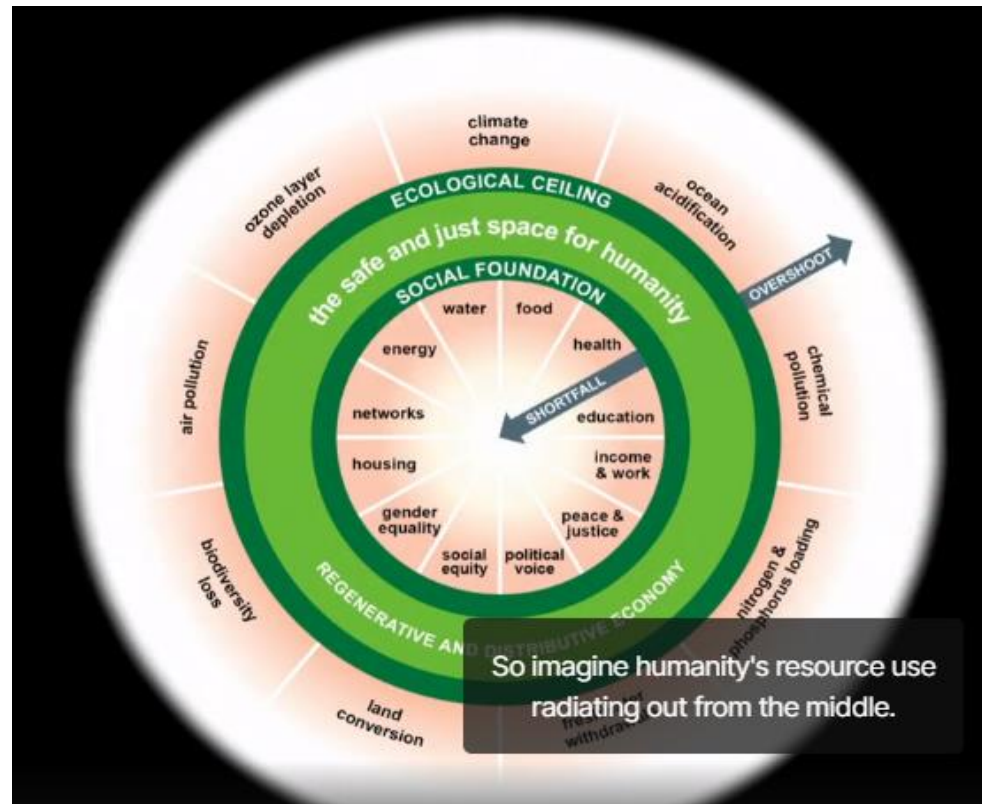 climate
change
ocean
acidification
chemical
pollution
nitrogen &
phosphorus loading
freshwater
withdrawals
land
conversion
biodiversity
loss
air pollution
ozone layer
depletion
OVERSHOOT
ECOLOGICAL CEILING
the safe and just space for humanity
SOCIAL FOUNDATION
water
food
health
SHORTFALL
education
income
& work
peace &
justice
political
voice
social
equity
gender
equality
housing
networks
energy
REGENERATIVE AND DISTRIBUTIVE ECONOMY
So imagine humanity's resource use
radiating out from the middle.